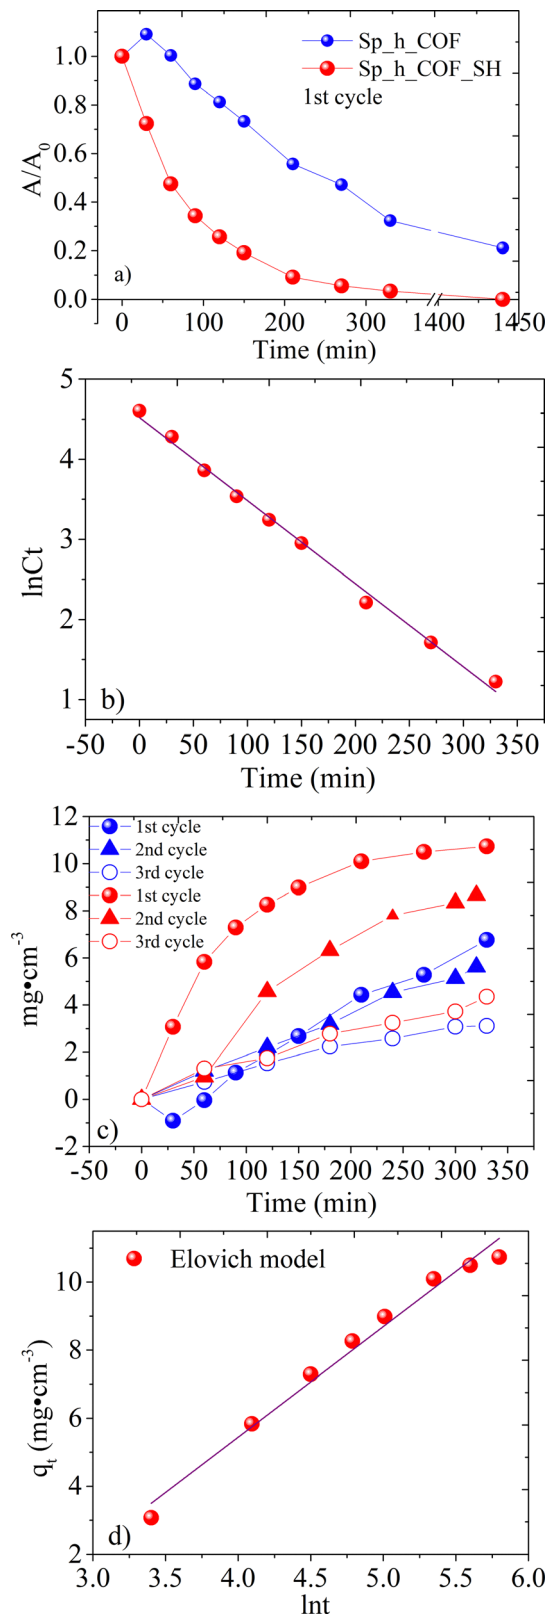 1.0
0.8
0.6
0.4
0.2
0.0
A/A0
Sp_h_COF
Sp_h_COF_SH
1st cycle
a)
0 100 200 300 1400 1450
Time (min)
5
4
3
2
1
lnCt
b)
-50 0 50 100 150 200 250 300 350
Time (min)
12
10
8
6
4
2
0
-2
mg•cm-3
1st cycle
2nd cycle
3rd cycle
1st cycle
2nd cycle
3rd cycle
c)
-50 0 50 100 150 200 250 300 350
Time (min)
10
8
6
4
2
qt (mg•cm-3)
Elovich model
d)
3.0 3.5 4.0 4.5 5.0 5.5 6.0
lnt